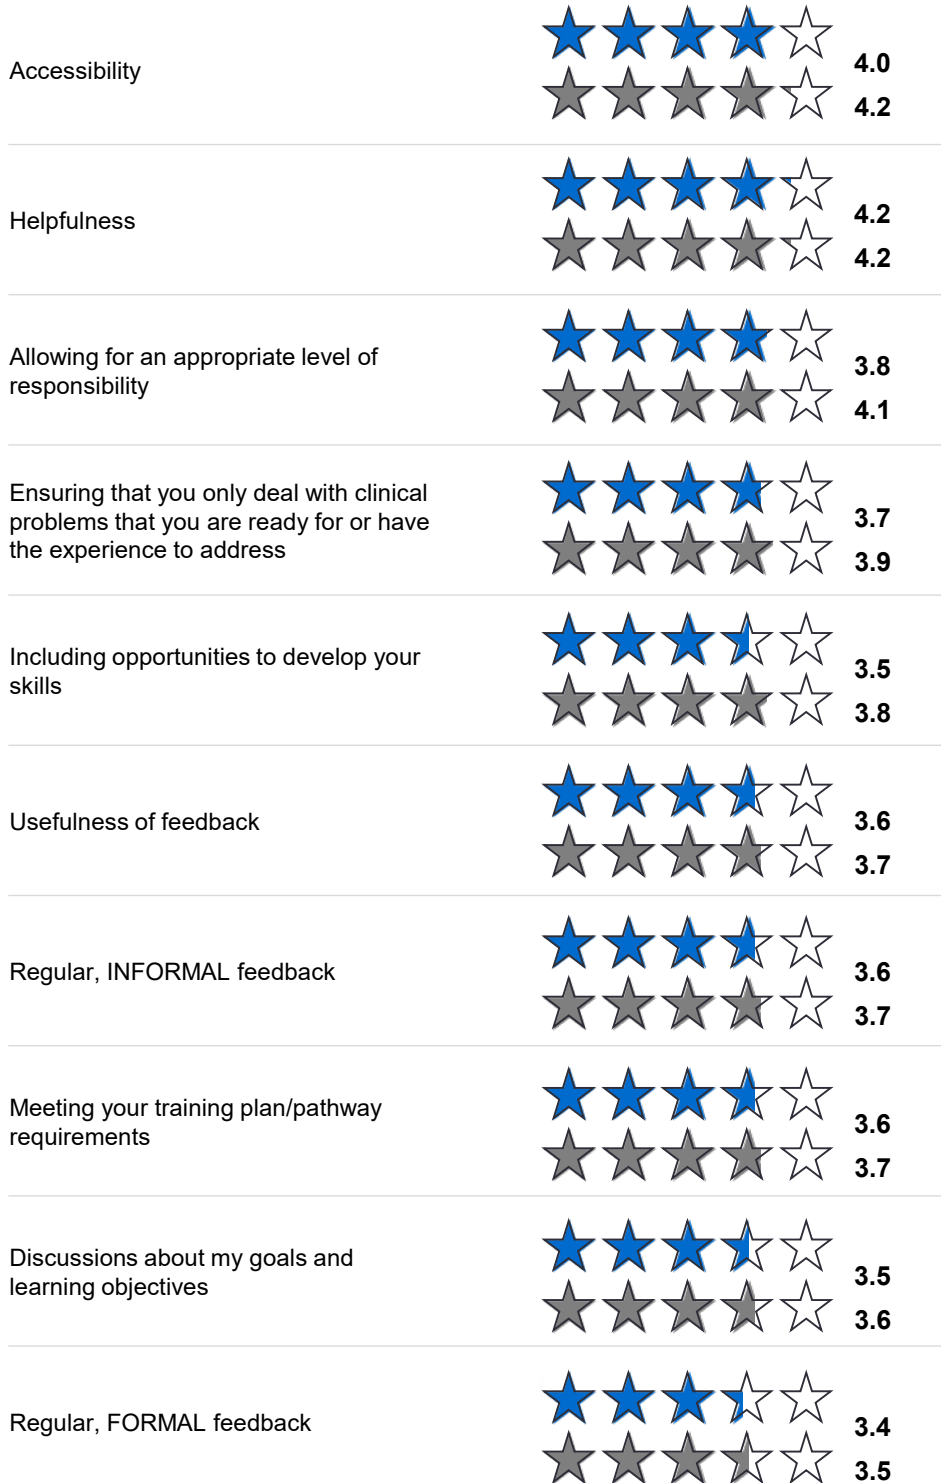 Accessibility
4.0
4.2
Helpfulness
4.2
4.2
Allowing for an appropriate level of
responsibility
3.8
4.1
Ensuring that you only deal with clinical
problems that you are ready for or have
the experience to address
3.7
3.9
Including opportunities to develop your
skills
3.5
3.8
Usefulness of feedback
3.6
3.7
Regular, INFORMAL feedback
3.6
3.7
Meeting your training plan/pathway
requirements
3.6
3.7
Discussions about my goals and
learning objectives
3.5
3.6
Regular, FORMAL feedback
3.4
3.5